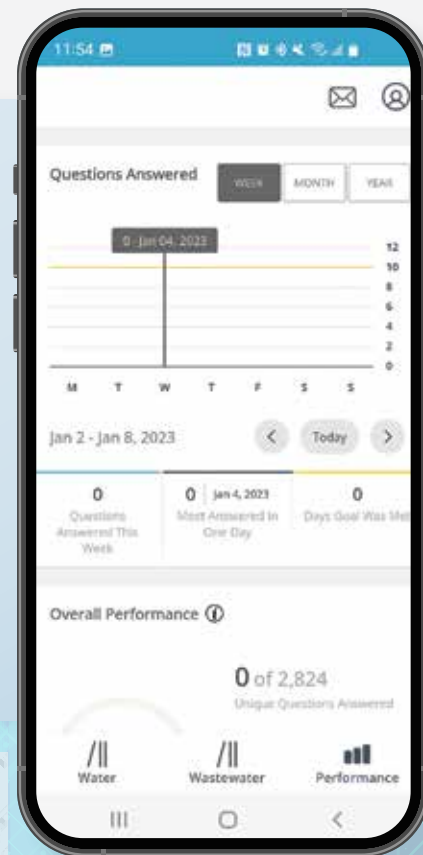 11:54
Questions Answered
WEEK MONTH YEAR
0 Jan 04, 2023
12
10
8
6
4
2
0
M T W T F S S
Jan 2 - Jan 8, 2023
Today
0
Questions
Answered This
Week
0 Jan 4, 2023
Most Answered In
One Day
0
Days Goal Was Met
Overall Performance
0 of 2,824
Unique Questions Answered
Water
Wastewater
Performance